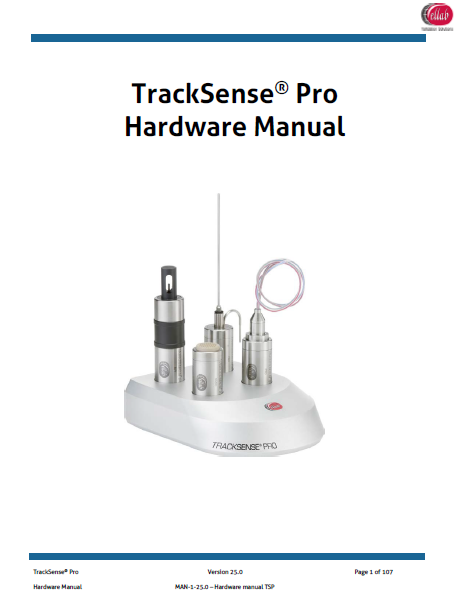 ellab
TrackSense® Pro
Hardware Manual
TRACKSENSE® PRO
TrackSense® Pro Version 25.0 Page 1 of 107
Hardware Manual MAN-1-25.0 – Hardware manual TSP